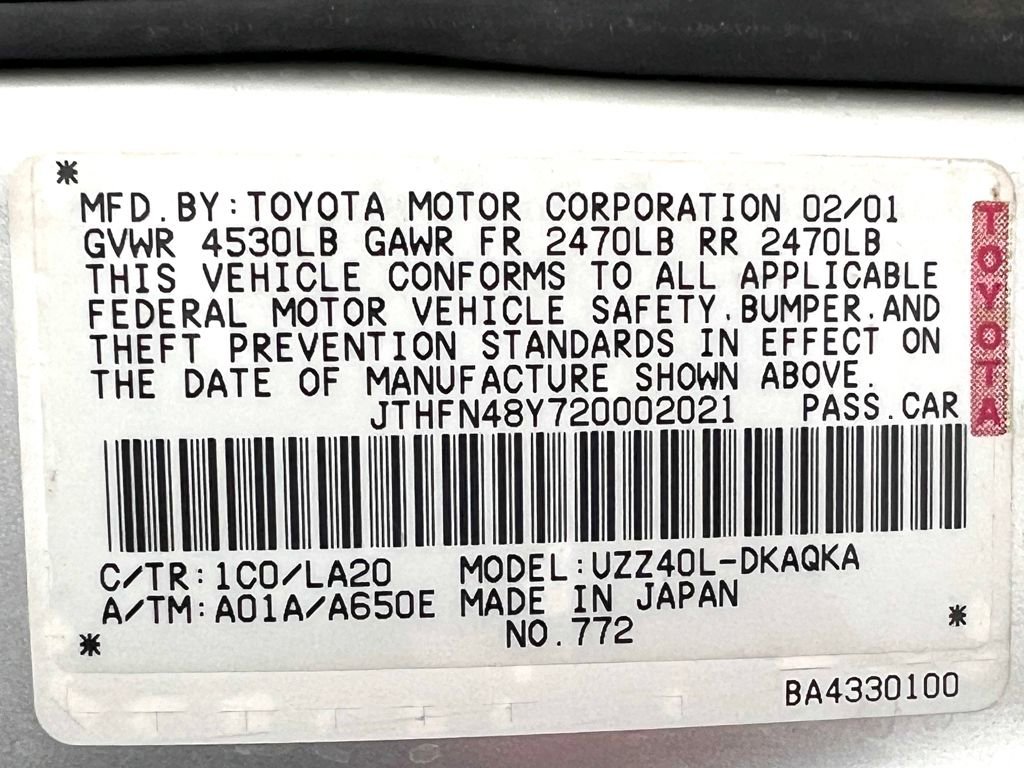 MFD.BY:TOYOTA MOTOR CORPORATION 02/01
GVWR 4530LB GAWR FR 2470LB RR 2470LB
THIS VEHICLE CONFORMS TO ALL APPLICABLE
FEDERAL MOTOR VEHICLE SAFETY,BUMPER,AND
THEFT PREVENTION STANDARDS IN EFFECT ON
THE DATE OF MANUFACTURE SHOWN ABOVE.
JTHFN48Y720002021 PASS.CAR
TOYOTA
C/TR:1C0/LA20 MODEL:UZZ40L-DKAQKA
A/TM:A01A/A650E MADE IN JAPAN
NO.772
BA4330100